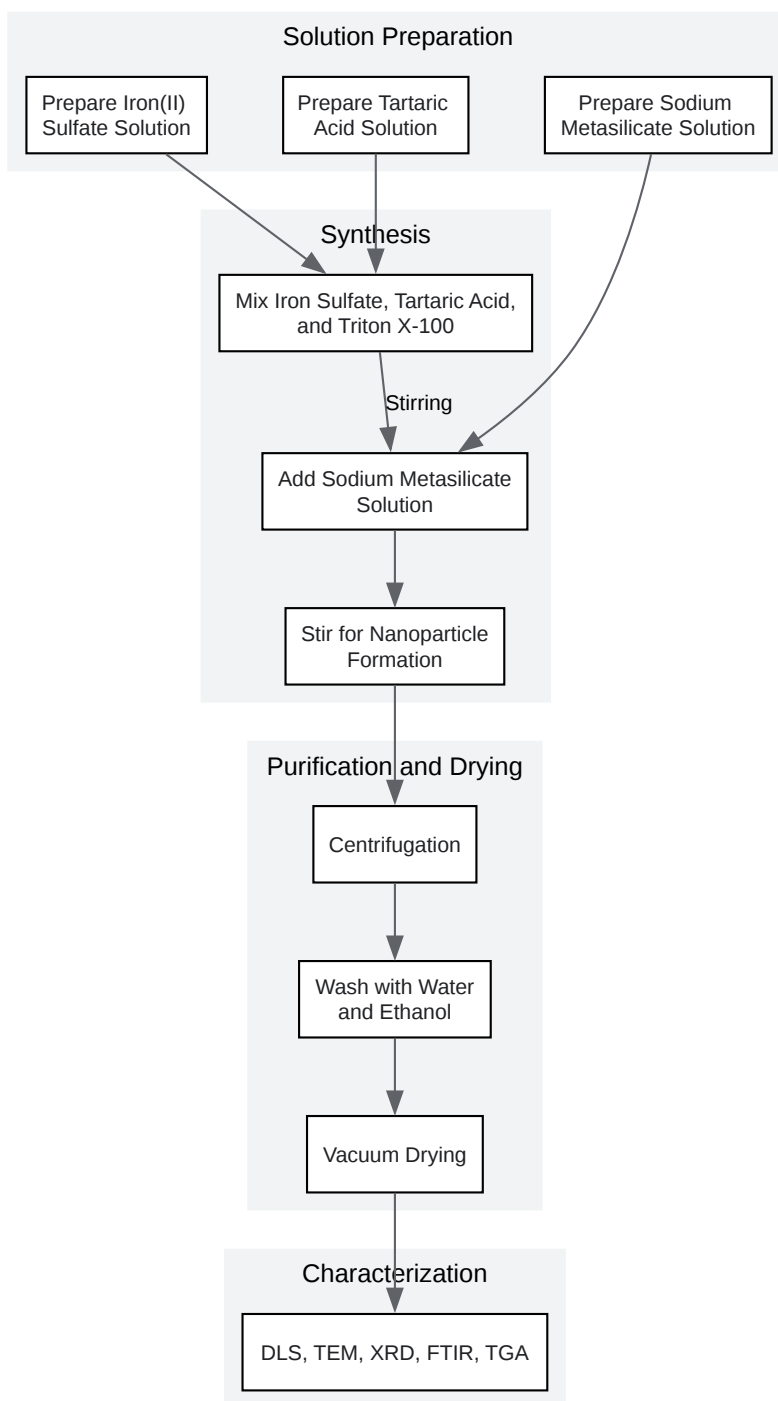 Solution Preparation
Prepare Iron(II)
Sulfate Solution
Prepare Tartaric
Acid Solution
Prepare Sodium
Metasilicate Solution
Synthesis
Mix Iron Sulfate, Tartaric Acid,
and Triton X-100
Stirring
Add Sodium Metasilicate
Solution
Stir for Nanoparticle
Formation
Purification and Drying
Centrifugation
Wash with Water
and Ethanol
Vacuum Drying
Characterization
DLS, TEM, XRD, FTIR, TGA